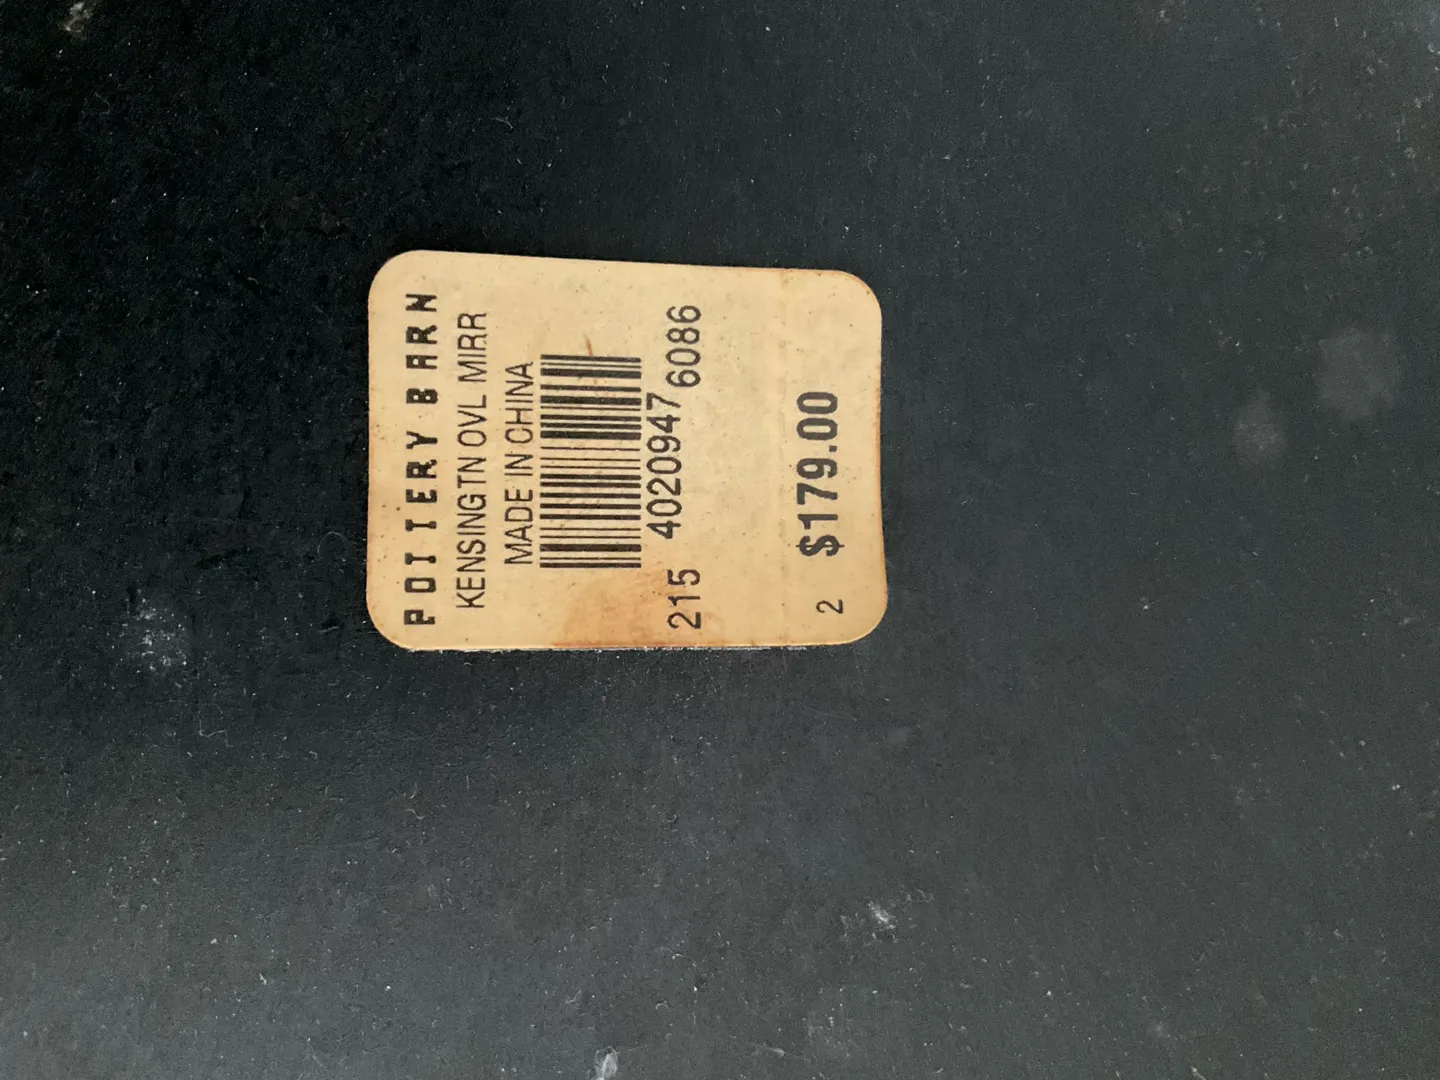 POTTERY BARN
KENSINGTN OVL MIRR
MADE IN CHINA
4020947
215 6086
2 $179.00